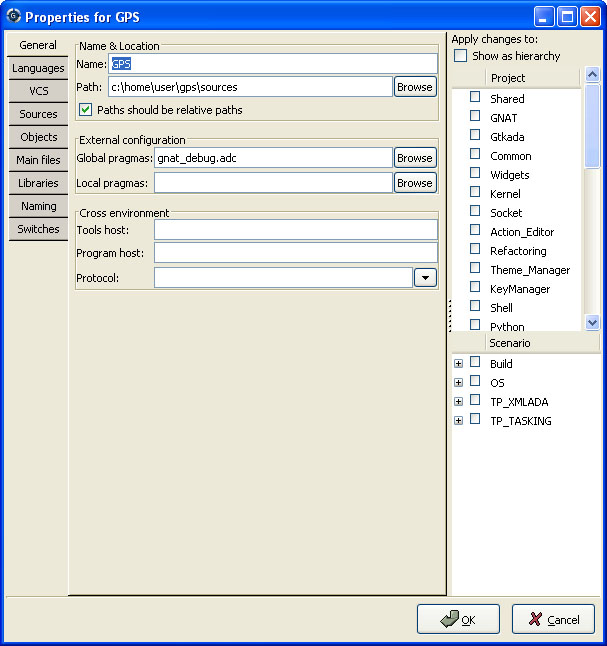 Properties for GPS
General
Languages
VCS
Sources
Objects
Main files
Libraries
Naming
Switches
Name & Location
Name: GPS
Path: c:\home\user\gps\sources Browse
Paths should be relative paths
External configuration
Global pragmas: gnat_debug.adc Browse
Local pragmas: Browse
Cross environment
Tools host:
Program host:
Protocol:
Apply changes to:
Show as hierarchy
Project
Shared
GNAT
Gtkada
Common
Widgets
Kernel
Socket
Action_Editor
Refactoring
Theme_Manager
KeyManager
Shell
Python
Scenario
Build
OS
TP_XMLADA
TP_TASKING
OK Cancel